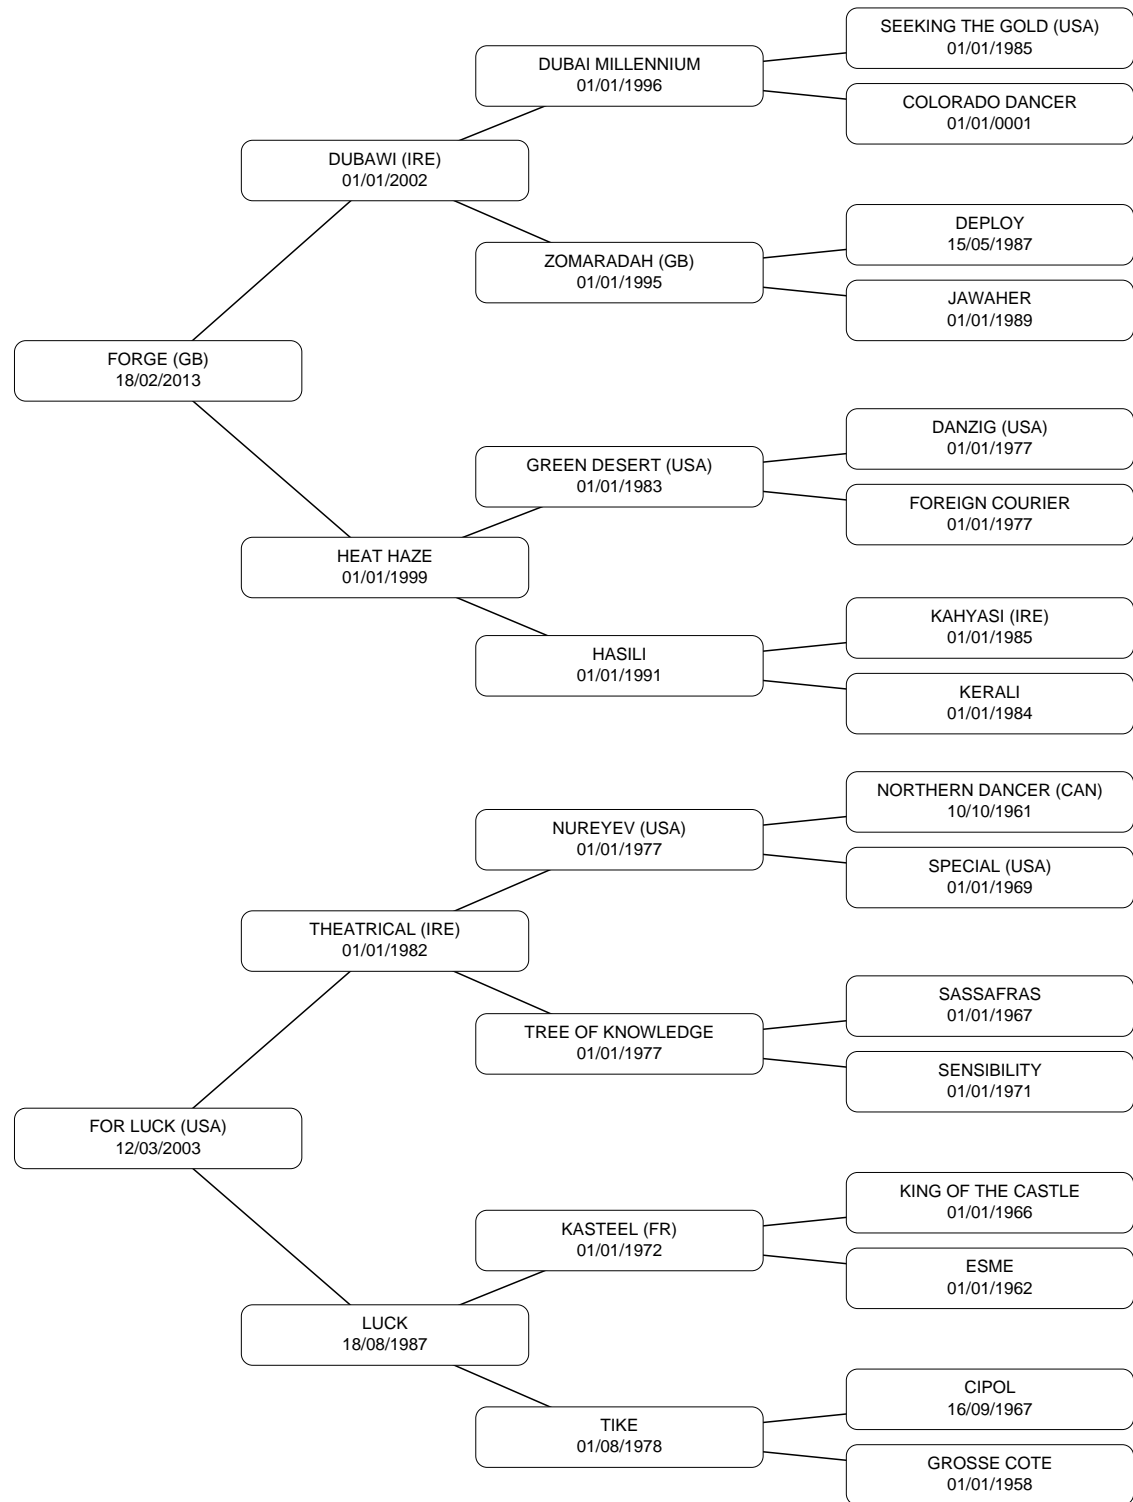 SEEKING THE GOLD (USA)
01/01/1985
DUBAI MILLENNIUM
01/01/1996
COLORADO DANCER
01/01/0001
DUBAWI (IRE)
01/01/2002
DEPLOY
15/05/1987
ZOMARADAH (GB)
01/01/1995
JAWAHER
01/01/1989
FORGE (GB)
18/02/2013
DANZIG (USA)
01/01/1977
GREEN DESERT (USA)
01/01/1983
FOREIGN COURIER
01/01/1977
HEAT HAZE
01/01/1999
KAHYASI (IRE)
01/01/1985
HASILI
01/01/1991
KERALI
01/01/1984
NORTHERN DANCER (CAN)
10/10/1961
NUREYEV (USA)
01/01/1977
SPECIAL (USA)
01/01/1969
THEATRICAL (IRE)
01/01/1982
SASSAFRAS
01/01/1967
TREE OF KNOWLEDGE
01/01/1977
SENSIBILITY
01/01/1971
FOR LUCK (USA)
12/03/2003
KING OF THE CASTLE
01/01/1966
KASTEEL (FR)
01/01/1972
ESME
01/01/1962
LUCK
18/08/1987
CIPOL
16/09/1967
TIKE
01/08/1978
GROSSE COTE
01/01/1958